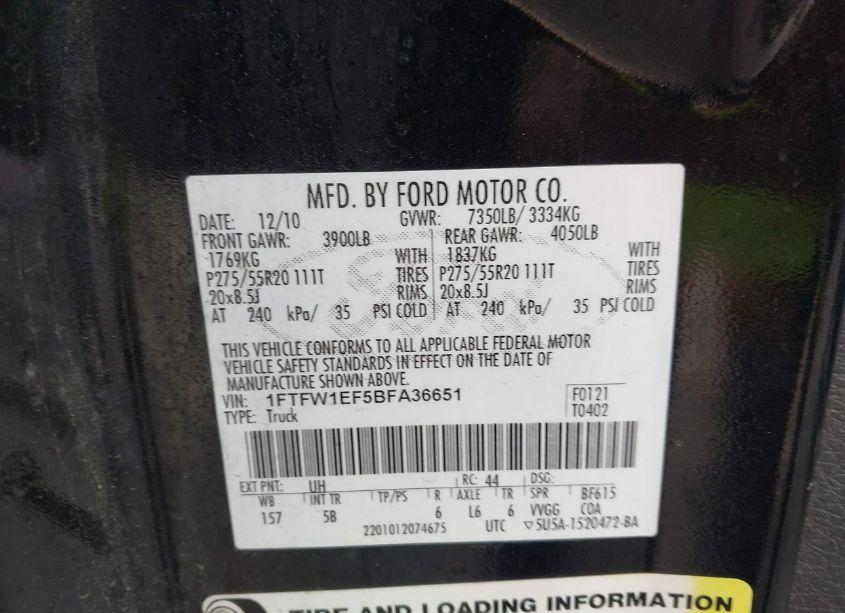 MFD. BY FORD MOTOR CO.
DATE: 12/10 GVWR: 7350LB/ 3334KG
FRONT GAWR: 3900LB REAR GAWR: 4050LB
1769KG WITH 1837KG WITH
P275/55R20 111T TIRES P275/55R20 111T TIRES
20x8.5J RIMS 20x8.5J RIMS
AT 240 kPa/ 35 PSI COLD AT 240 kPa/ 35 PSI COLD
THIS VEHICLE CONFORMS TO ALL APPLICABLE FEDERAL MOTOR
VEHICLE SAFETY STANDARDS IN EFFECT ON THE DATE OF
MANUFACTURE SHOWN ABOVE.
VIN: 1FTFW1EF5BFA36651 F0121
TYPE: Truck T0402
EXT PNT: UH RC: 44 DSG:
WB INT TR TP/PS R AXLE TR SPR BF615
157 5B 6 L6 6 VVGG COA
2201012074675 UTC ▽5U5A-1520472-BA
TIRE AND LOADING INFORMATION